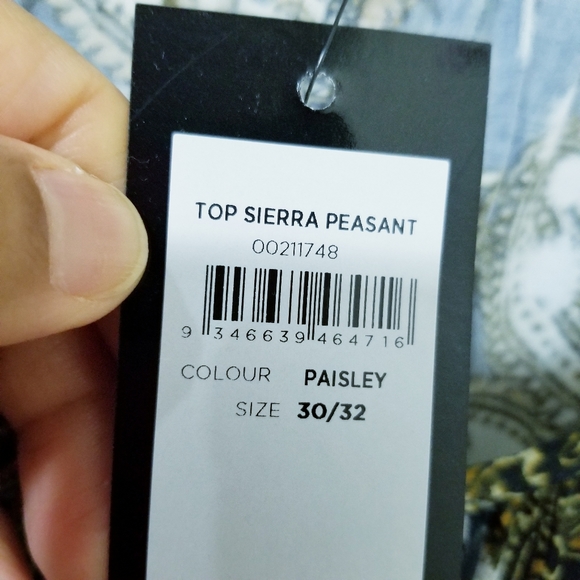 TOP SIERRA PEASANT
00211748
9 346639 464716
COLOUR PAISLEY
SIZE 30/32